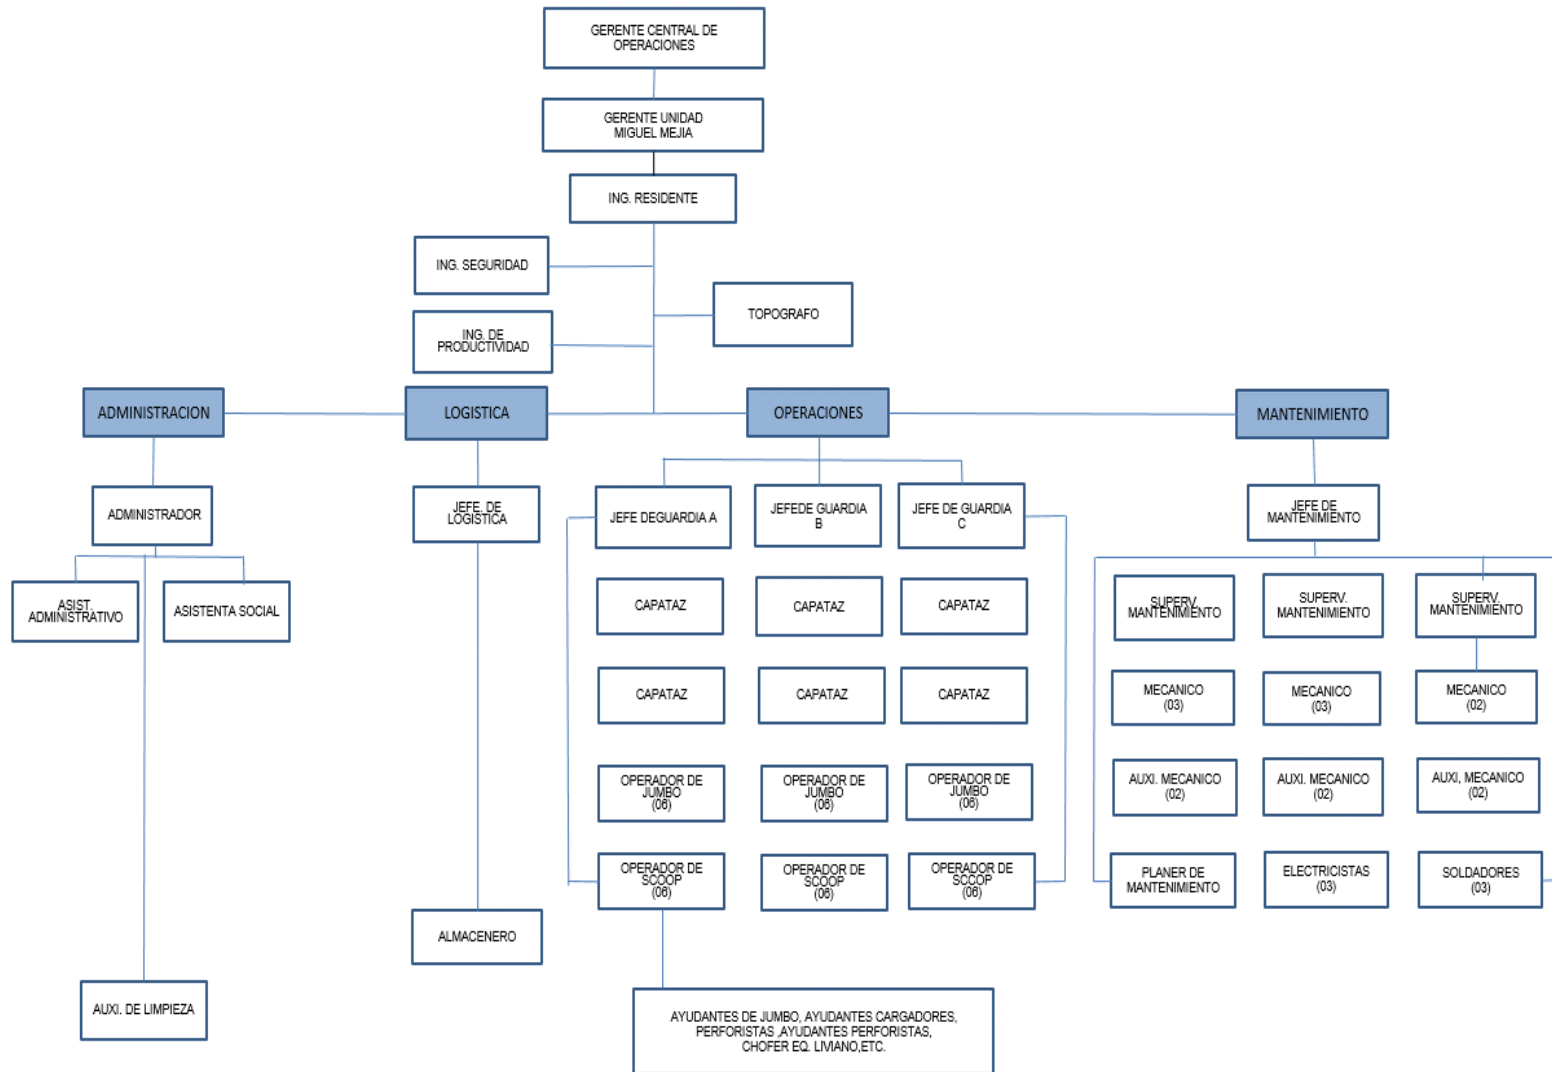 GERENTE CENTRAL DE
OPERACIONES
GERENTE UNIDAD
MIGUEL MEJIA
ING. RESIDENTE
ING. SEGURIDAD
TOPOGRAFO
ING. DE
PRODUCTIVIDAD
ADMINISTRACION
LOGISTICA
OPERACIONES
MANTENIMIENTO
ADMINISTRADOR
JEFE. DE
LOGISTICA
JEFE DEGUARDIA A
JEFEDE GUARDIA
B
JEFE DE GUARDIA
C
JEFE DE
MANTENIMIENTO
ASIST.
ADMINISTRATIVO
ASISTENTA SOCIAL
CAPATAZ
CAPATAZ
CAPATAZ
SUPERV.
MANTENIMIENTO
SUPERV.
MANTENIMIENTO
SUPERV.
MANTENIMIENTO
CAPATAZ
CAPATAZ
CAPATAZ
MECANICO
(03)
MECANICO
(03)
MECANICO
(02)
OPERADOR DE
JUMBO
(06)
OPERADOR DE
JUMBO
(06)
OPERADOR DE
JUMBO
(06)
AUXI. MECANICO
(02)
AUXI. MECANICO
(02)
AUXI, MECANICO
(02)
OPERADOR DE
SCOOP
(06)
OPERADOR DE
SCOOP
(06)
OPERADOR DE
SCCOP
(06)
PLANER DE
MANTENIMIENTO
ELECTRICISTAS
(03)
SOLDADORES
(03)
ALMACENERO
AUXI. DE LIMPIEZA
AYUDANTES DE JUMBO, AYUDANTES CARGADORES,
PERFORISTAS ,AYUDANTES PERFORISTAS,
CHOFER EQ. LIVIANO,ETC.